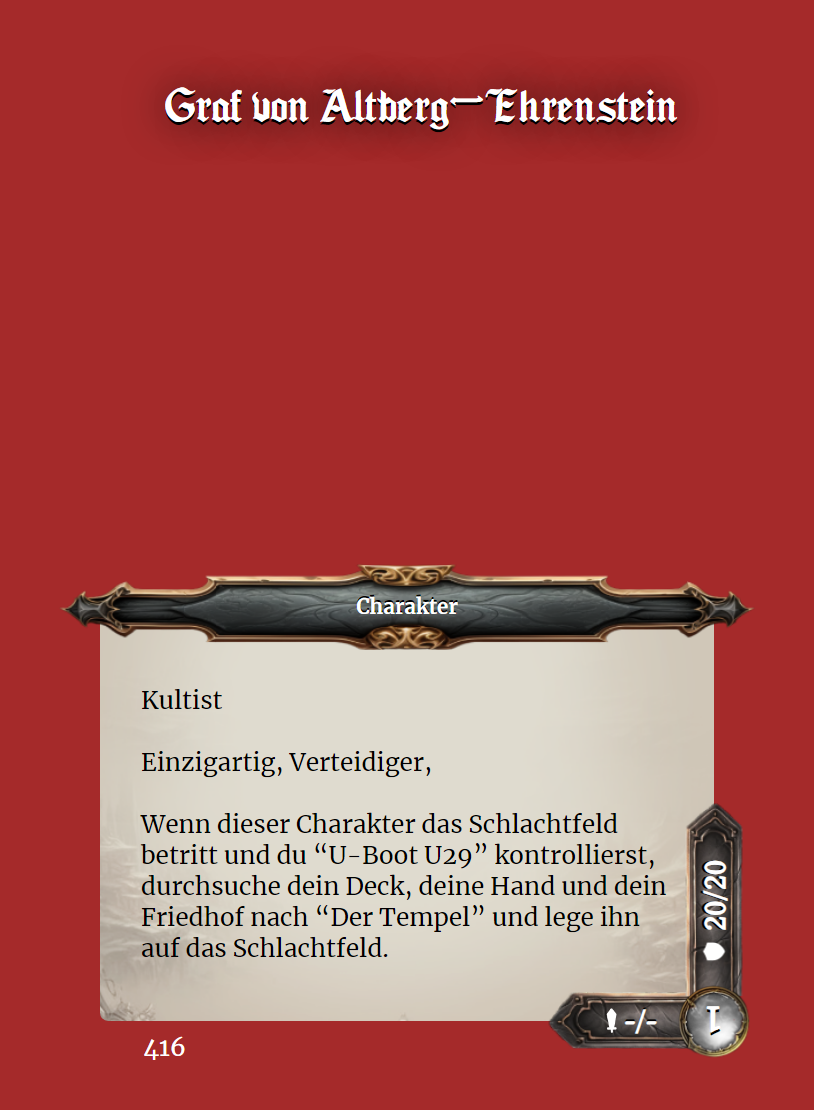 Graf von Altberg-Ehrenstein
Charakter
Kultist
Einzigartig, Verteidiger,
Wenn dieser Charakter das Schlachtfeld
betritt und du “U-Boot U29” kontrollierst,
durchsuche dein Deck, deine Hand und dein
Friedhof nach “Der Tempel” und lege ihn
auf das Schlachtfeld.
20/20
-/-
1
416